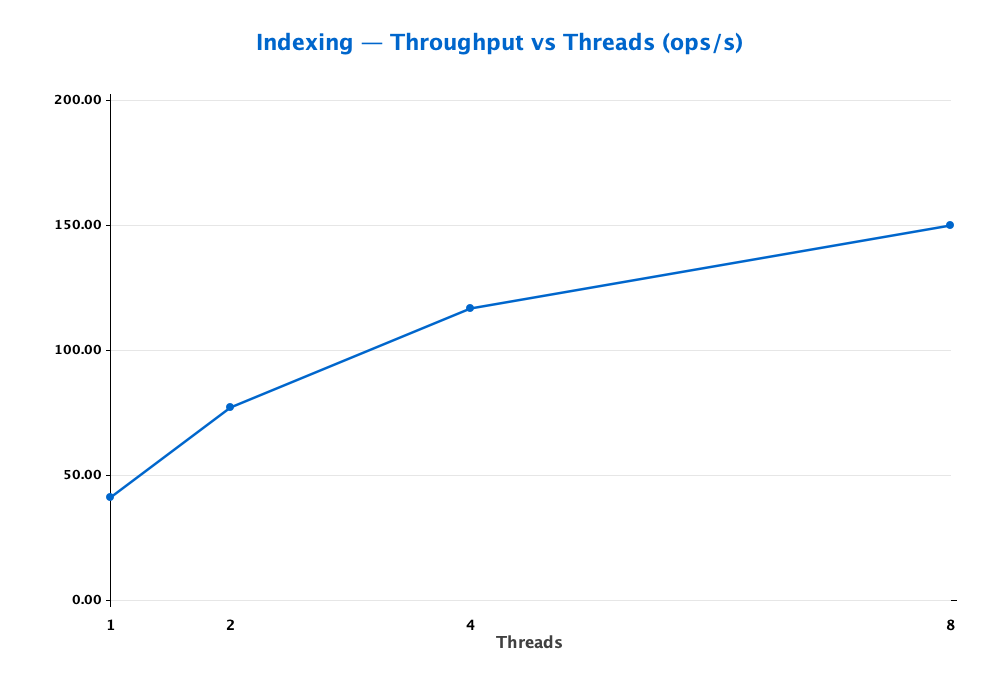 Indexing — Throughput vs Threads (ops/s)
200.00
150.00
100.00
50.00
0.00
1 2 4 8
Threads